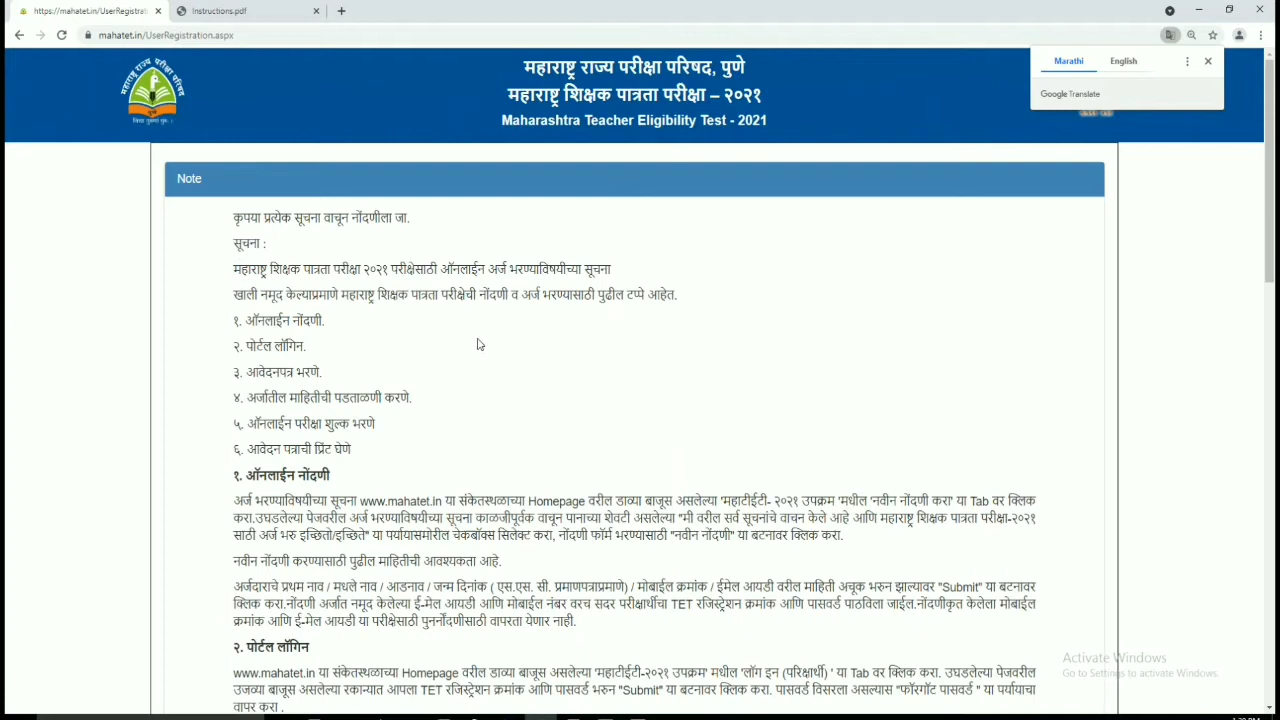 https://mahatet.in/UserRegistrat
Instructions.pdf
mahatet.in/UserRegistration.aspx
Marathi
English
Google Translate
महाराष्ट्र राज्य परीक्षा परिषद, पुणे
महाराष्ट्र शिक्षक पात्रता परीक्षा – २०२१
Maharashtra Teacher Eligibility Test - 2021
Note
कृपया प्रत्येक सूचना वाचून नोंदणीला जा.
सूचना :
महाराष्ट्र शिक्षक पात्रता परीक्षा २०२१ परीक्षेसाठी ऑनलाईन अर्ज भरण्याविषयीच्या सूचना
खाली नमूद केल्याप्रमाणे महाराष्ट्र शिक्षक पात्रता परीक्षेची नोंदणी व अर्ज भरण्यासाठी पुढील टप्पे आहेत.
१. ऑनलाईन नोंदणी.
२. पोर्टल लॉगिन.
३. आवेदनपत्र भरणे.
४. अर्जातील माहितीची पडताळणी करणे.
५. ऑनलाईन परीक्षा शुल्क भरणे
६. आवेदन पत्राची प्रिंट घेणे
१. ऑनलाईन नोंदणी
अर्ज भरण्याविषयीच्या सूचना www.mahatet.in या संकेतस्थळाच्या Homepage वरील डाव्या बाजूस असलेल्या 'महाटीईटी- २०२१ उपक्रम 'मधील 'नवीन नोंदणी करा' या Tab वर क्लिक
करा.उघडलेल्या पेजवरील अर्ज भरण्याविषयीच्या सूचना काळजीपूर्वक वाचून पानाच्या शेवटी असलेल्या "मी वरील सर्व सूचनांचे वाचन केले आहे आणि महाराष्ट्र शिक्षक पात्रता परीक्षा-२०२१
साठी अर्ज भरु इच्छितो/इच्छिते" या पर्यायासमोरील चेकबॉक्स सिलेक्ट करा, नोंदणी फॉर्म भरण्यासाठी "नवीन नोंदणी" या बटनावर क्लिक करा.
नवीन नोंदणी करण्यासाठी पुढील माहितीची आवश्यकता आहे.
अर्जदाराचे प्रथम नाव / मधले नाव / आडनाव / जन्म दिनांक ( एस.एस. सी. प्रमाणपत्राप्रमाणे) / मोबाईल क्रमांक / ईमेल आयडी वरील माहिती अचूक भरुन झाल्यावर "Submit" या बटनावर
क्लिक करा.नोंदणी अर्जात नमूद केलेल्या ई-मेल आयडी आणि मोबाईल नंबर वरच सदर परीक्षार्थीचा TET रजिस्ट्रेशन क्रमांक आणि पासवर्ड पाठविला जाईल.नोंदणीकृत केलेला मोबाईल
क्रमांक आणि ई-मेल आयडी या परीक्षेसाठी पुनर्नोंदणीसाठी वापरता येणार नाही.
२. पोर्टल लॉगिन
www.mahatet.in या संकेतस्थळाच्या Homepage वरील डाव्या बाजूस असलेल्या 'महाटीईटी-२०२१ उपक्रम' मधील 'लॉग इन (परिक्षार्थी) ' या Tab वर क्लिक करा. उघडलेल्या पेजवरील
उजव्या बाजूस असलेल्या रकान्यात आपला TET रजिस्ट्रेशन क्रमांक आणि पासवर्ड भरुन "Submit" या बटनावर क्लिक करा. पासवर्ड विसरला असल्यास "फॉरगॉट पासवर्ड " या पर्यायाचा
वापर करा .
Activate Windows
Go to Settings to activate Windows.